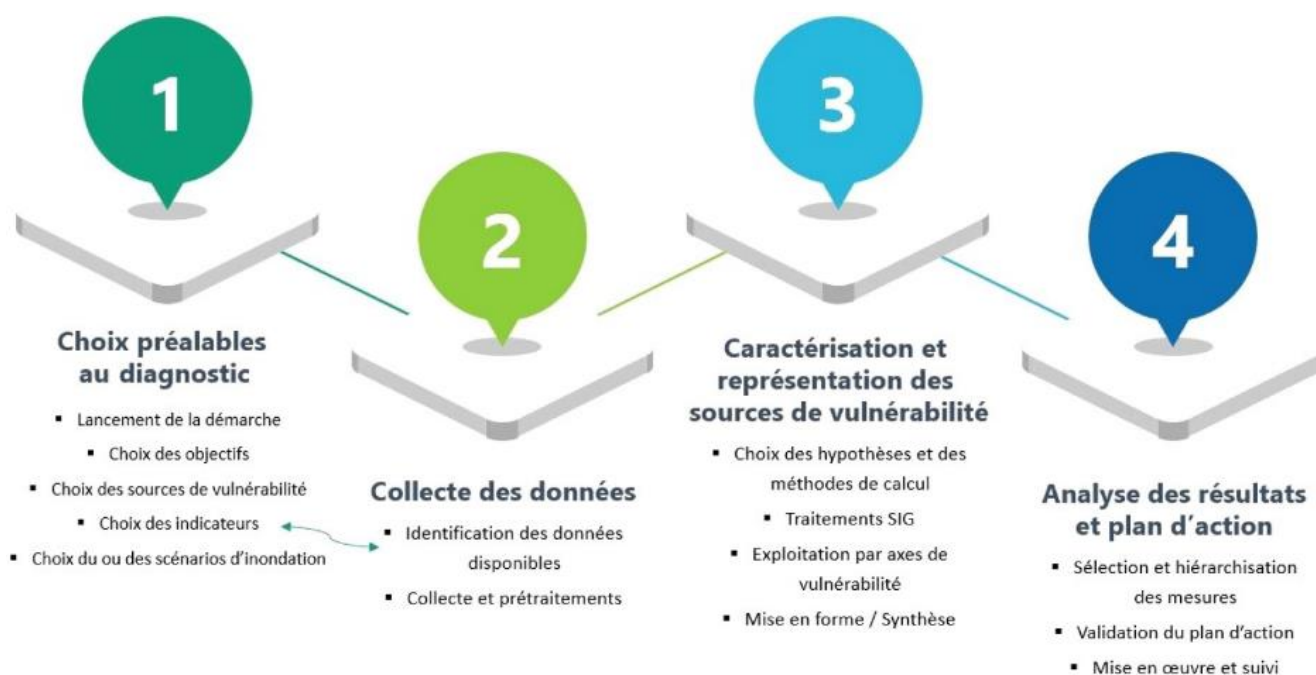 1
Choix préalables
au diagnostic
▪ Lancement de la démarche
▪ Choix des objectifs
▪ Choix des sources de vulnérabilité
▪ Choix des indicateurs
▪ Choix du ou des scénarios d'inondation
2
Collecte des données
▪ Identification des données
disponibles
▪ Collecte et prétraitements
3
Caractérisation et
représentation des
sources de vulnérabilité
▪ Choix des hypothèses et des
méthodes de calcul
▪ Traitements SIG
▪ Exploitation par axes de
vulnérabilité
▪ Mise en forme / Synthèse
4
Analyse des résultats
et plan d'action
▪ Sélection et hiérarchisation
des mesures
▪ Validation du plan d'action
▪ Mise en œuvre et suivi